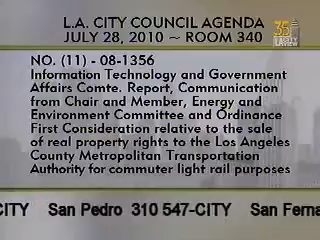 L.A. CITY COUNCIL AGENDA
JULY 28, 2010 ~ ROOM 340
35
NO. (11) - 08-1356
Information Technology and Government
Affairs Comte. Report, Communication
from Chair and Member, Energy and
Environment Committee and Ordinance
First Consideration relative to the sale
of real property rights to the Los Angeles
County Metropolitan Transportation
Authority for commuter light rail purposes
CITY San Pedro 310 547-CITY San Ferna